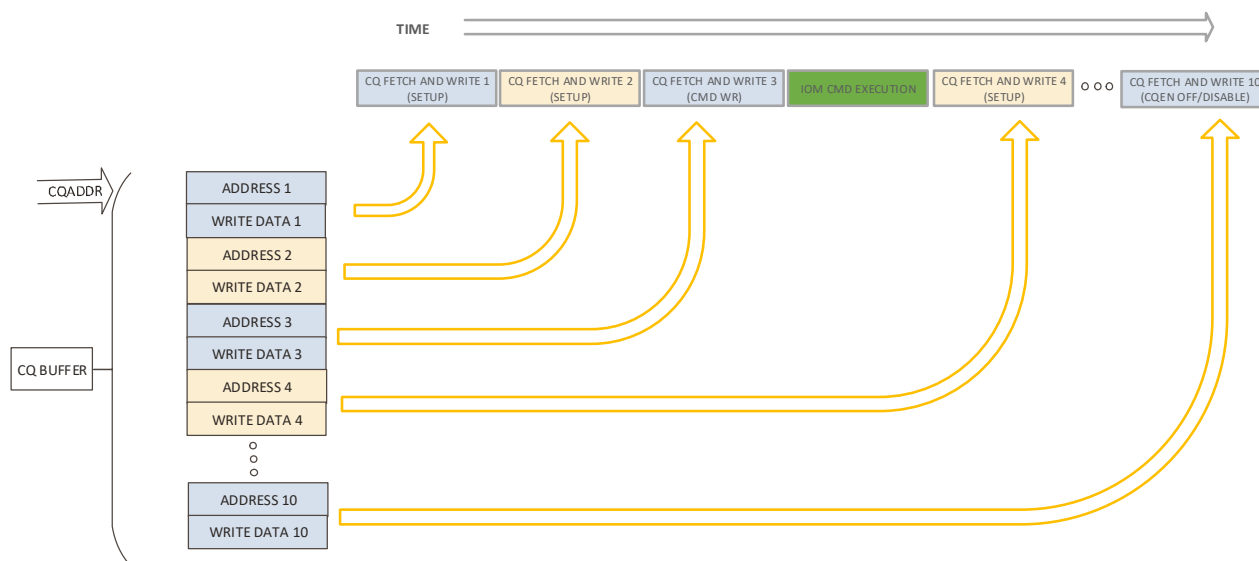 TIME
CQ FETCH AND WRITE 1
(SETUP)
CQ FETCH AND WRITE 2
(SETUP)
CQ FETCH AND WRITE 3
(CMD WR)
IOM CMD EXECUTION
CQ FETCH AND WRITE 4
(SETUP)
CQ FETCH AND WRITE 10
(CQEN OFF/DISABLE)
CQADDR
ADDRESS 1
WRITE DATA 1
ADDRESS 2
WRITE DATA 2
ADDRESS 3
WRITE DATA 3
CQ BUFFER
ADDRESS 4
WRITE DATA 4
ADDRESS 10
WRITE DATA 10